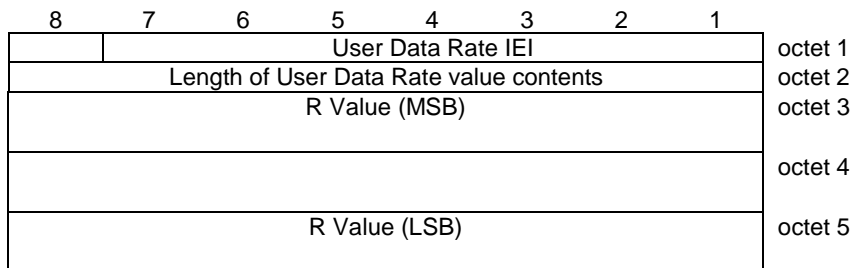 8 7 6 5 4 3 2 1
User Data Rate IEI octet 1
Length of User Data Rate value contents octet 2
R Value (MSB) octet 3
octet 4
R Value (LSB) octet 5